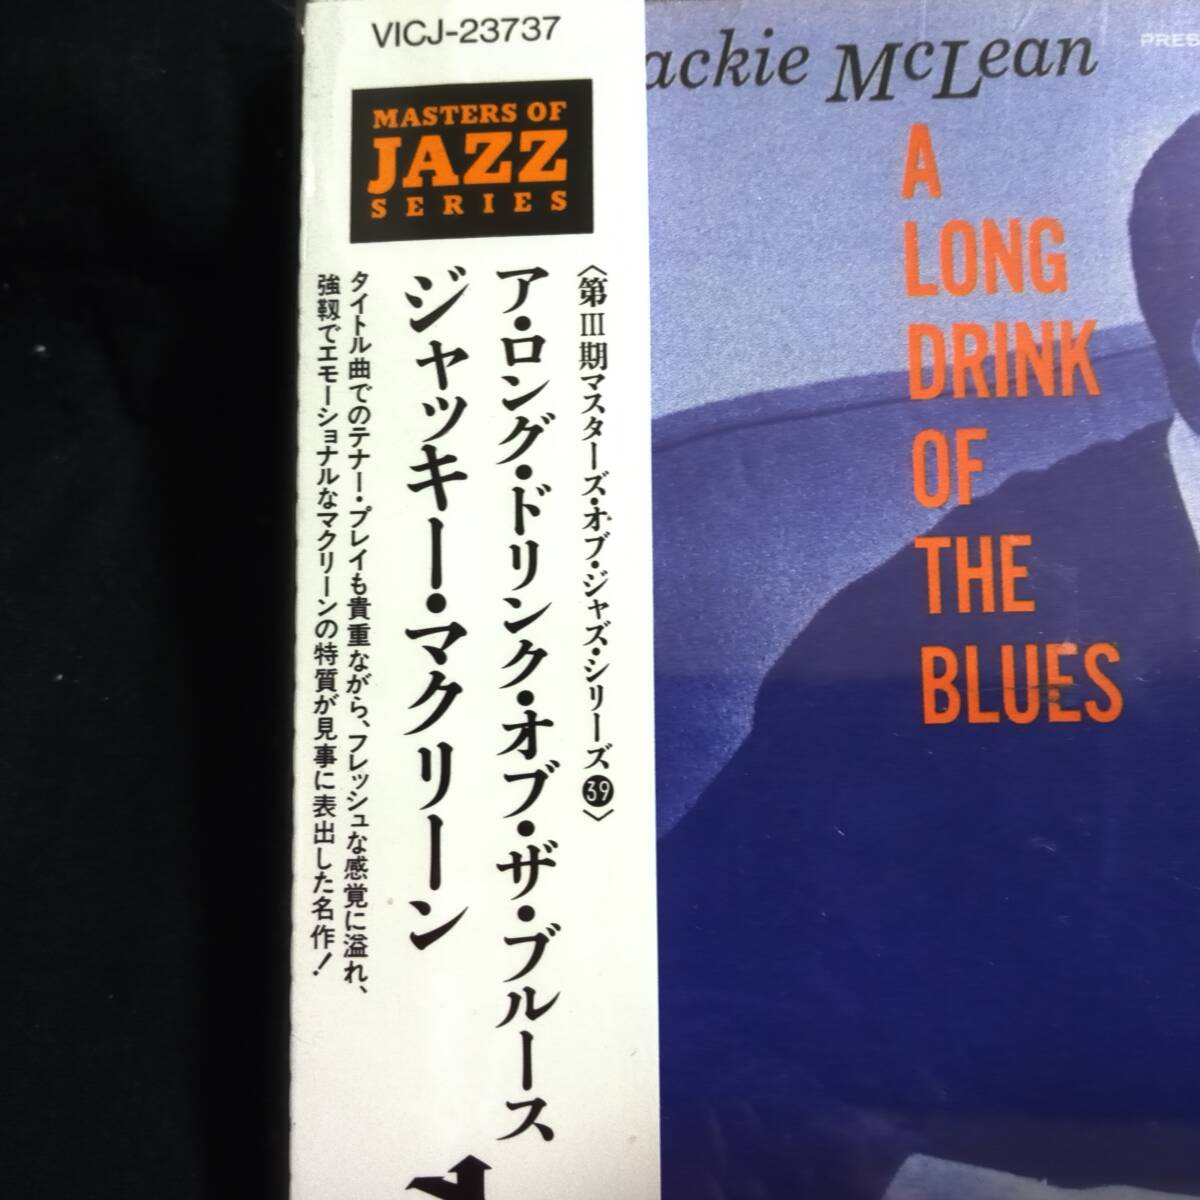 VICJ-23737
MASTERS OF
JAZZ
SERIES
〈第III期マスターズ・オブ・ジャズ・シリーズ㊴〉
ア・ロング・ドリンク・オブ・ザ・ブルース
ジャッキー・マクリーン
タイトル曲でのテナー・プレイも貴重ながら、フレッシュな感覚に溢れ、
強靱でエモーショナルなマクリーンの特質が見事に表出した名作!
ackie McLean
PRES
A
LONG
DRINK
OF
THE
BLUES